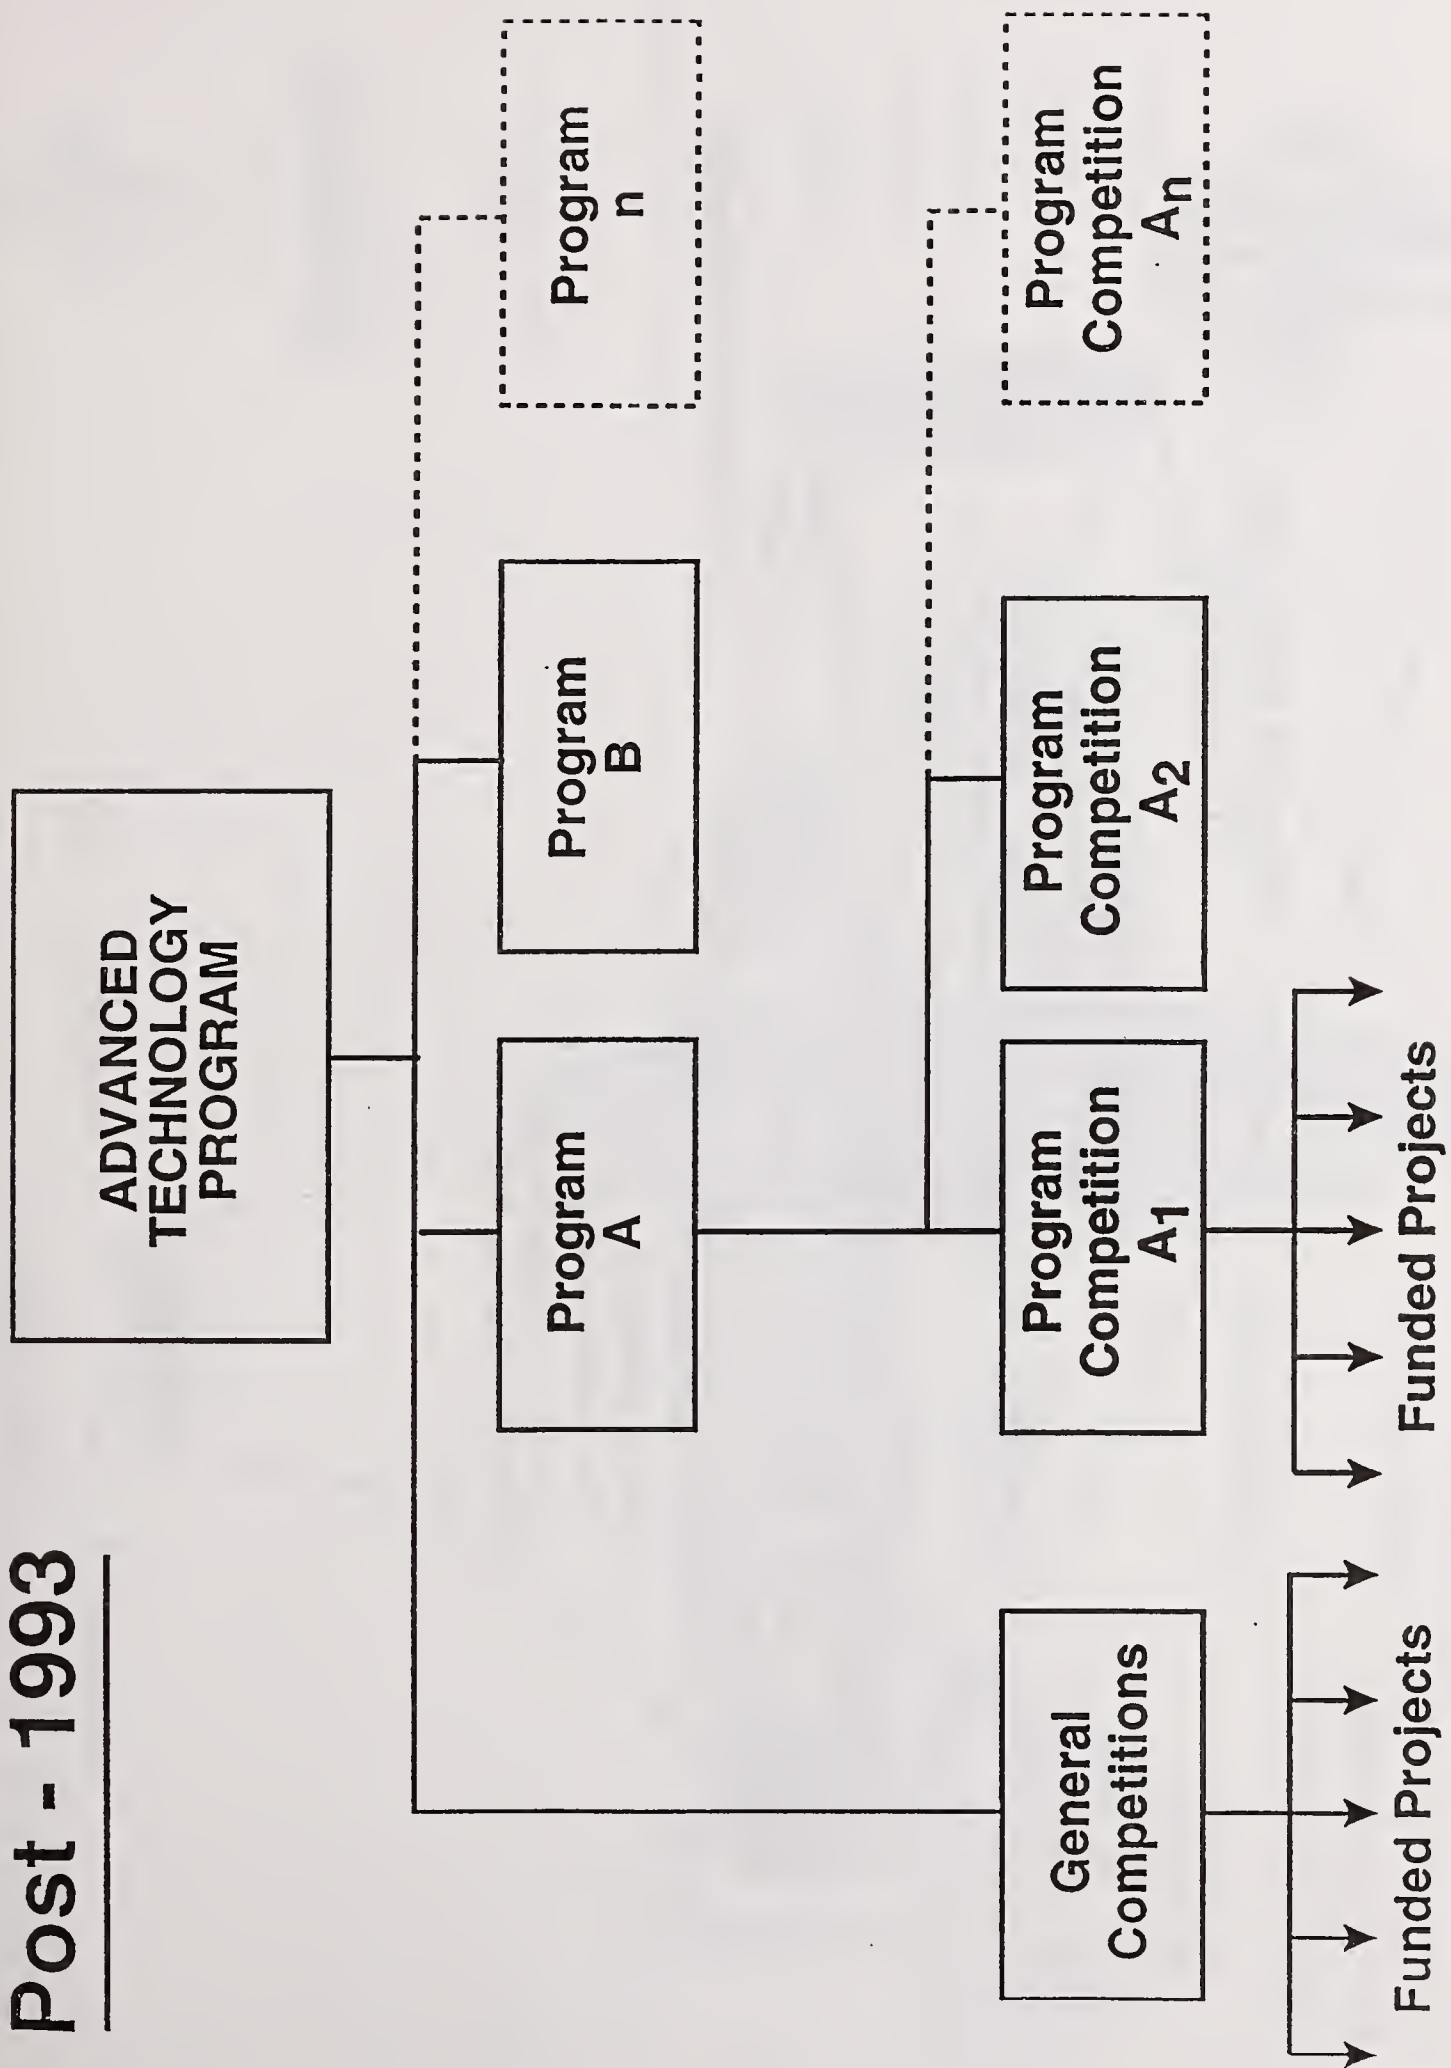 Post - 1993
ADVANCED
TECHNOLOGY
PROGRAM
Program
A
Program
B
Program
n
General
Competitions
Program
Competition
A1
Program
Competition
A2
Program
Competition
An
Funded Projects
Funded Projects